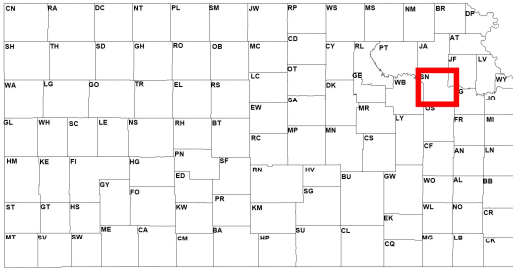 CN RA DC NT PL SM JW RP WS MS NM BR DP
CD AT
SH TH SD GH RO OB MC CY RL PT JA
OT JF LV
LC GE SN WY
WA LG GO TR EL RS DK WB
SA MR OS
EW LY FR MI
GL WH SC LE NS RH BT
RC MP MN CS
CF
PN AN LN
HM KE FI HG SF
RN HV
ED BU GW WO AL BB
GY
FO SG
PR
ST GT HS KW KM WL NO
CR
EK
MT SV SW ME CA BA SU CL
CM HP CQ MG LB CK